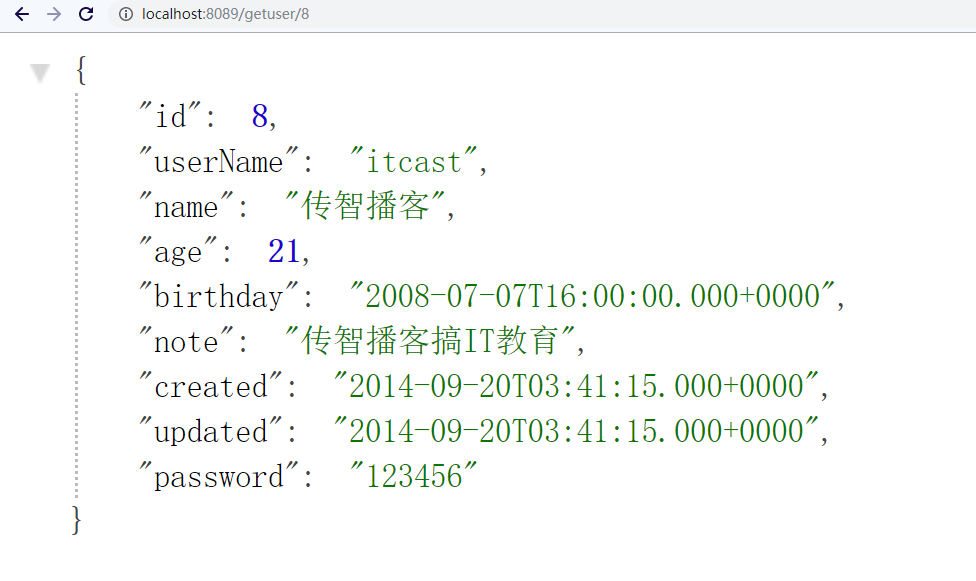 localhost:8089/getuser/8
{
"id": 8,
"userName": "itcast",
"name": "传智播客",
"age": 21,
"birthday": "2008-07-07T16:00:00.000+0000",
"note": "传智播客搞IT教育",
"created": "2014-09-20T03:41:15.000+0000",
"updated": "2014-09-20T03:41:15.000+0000",
"password": "123456"
}